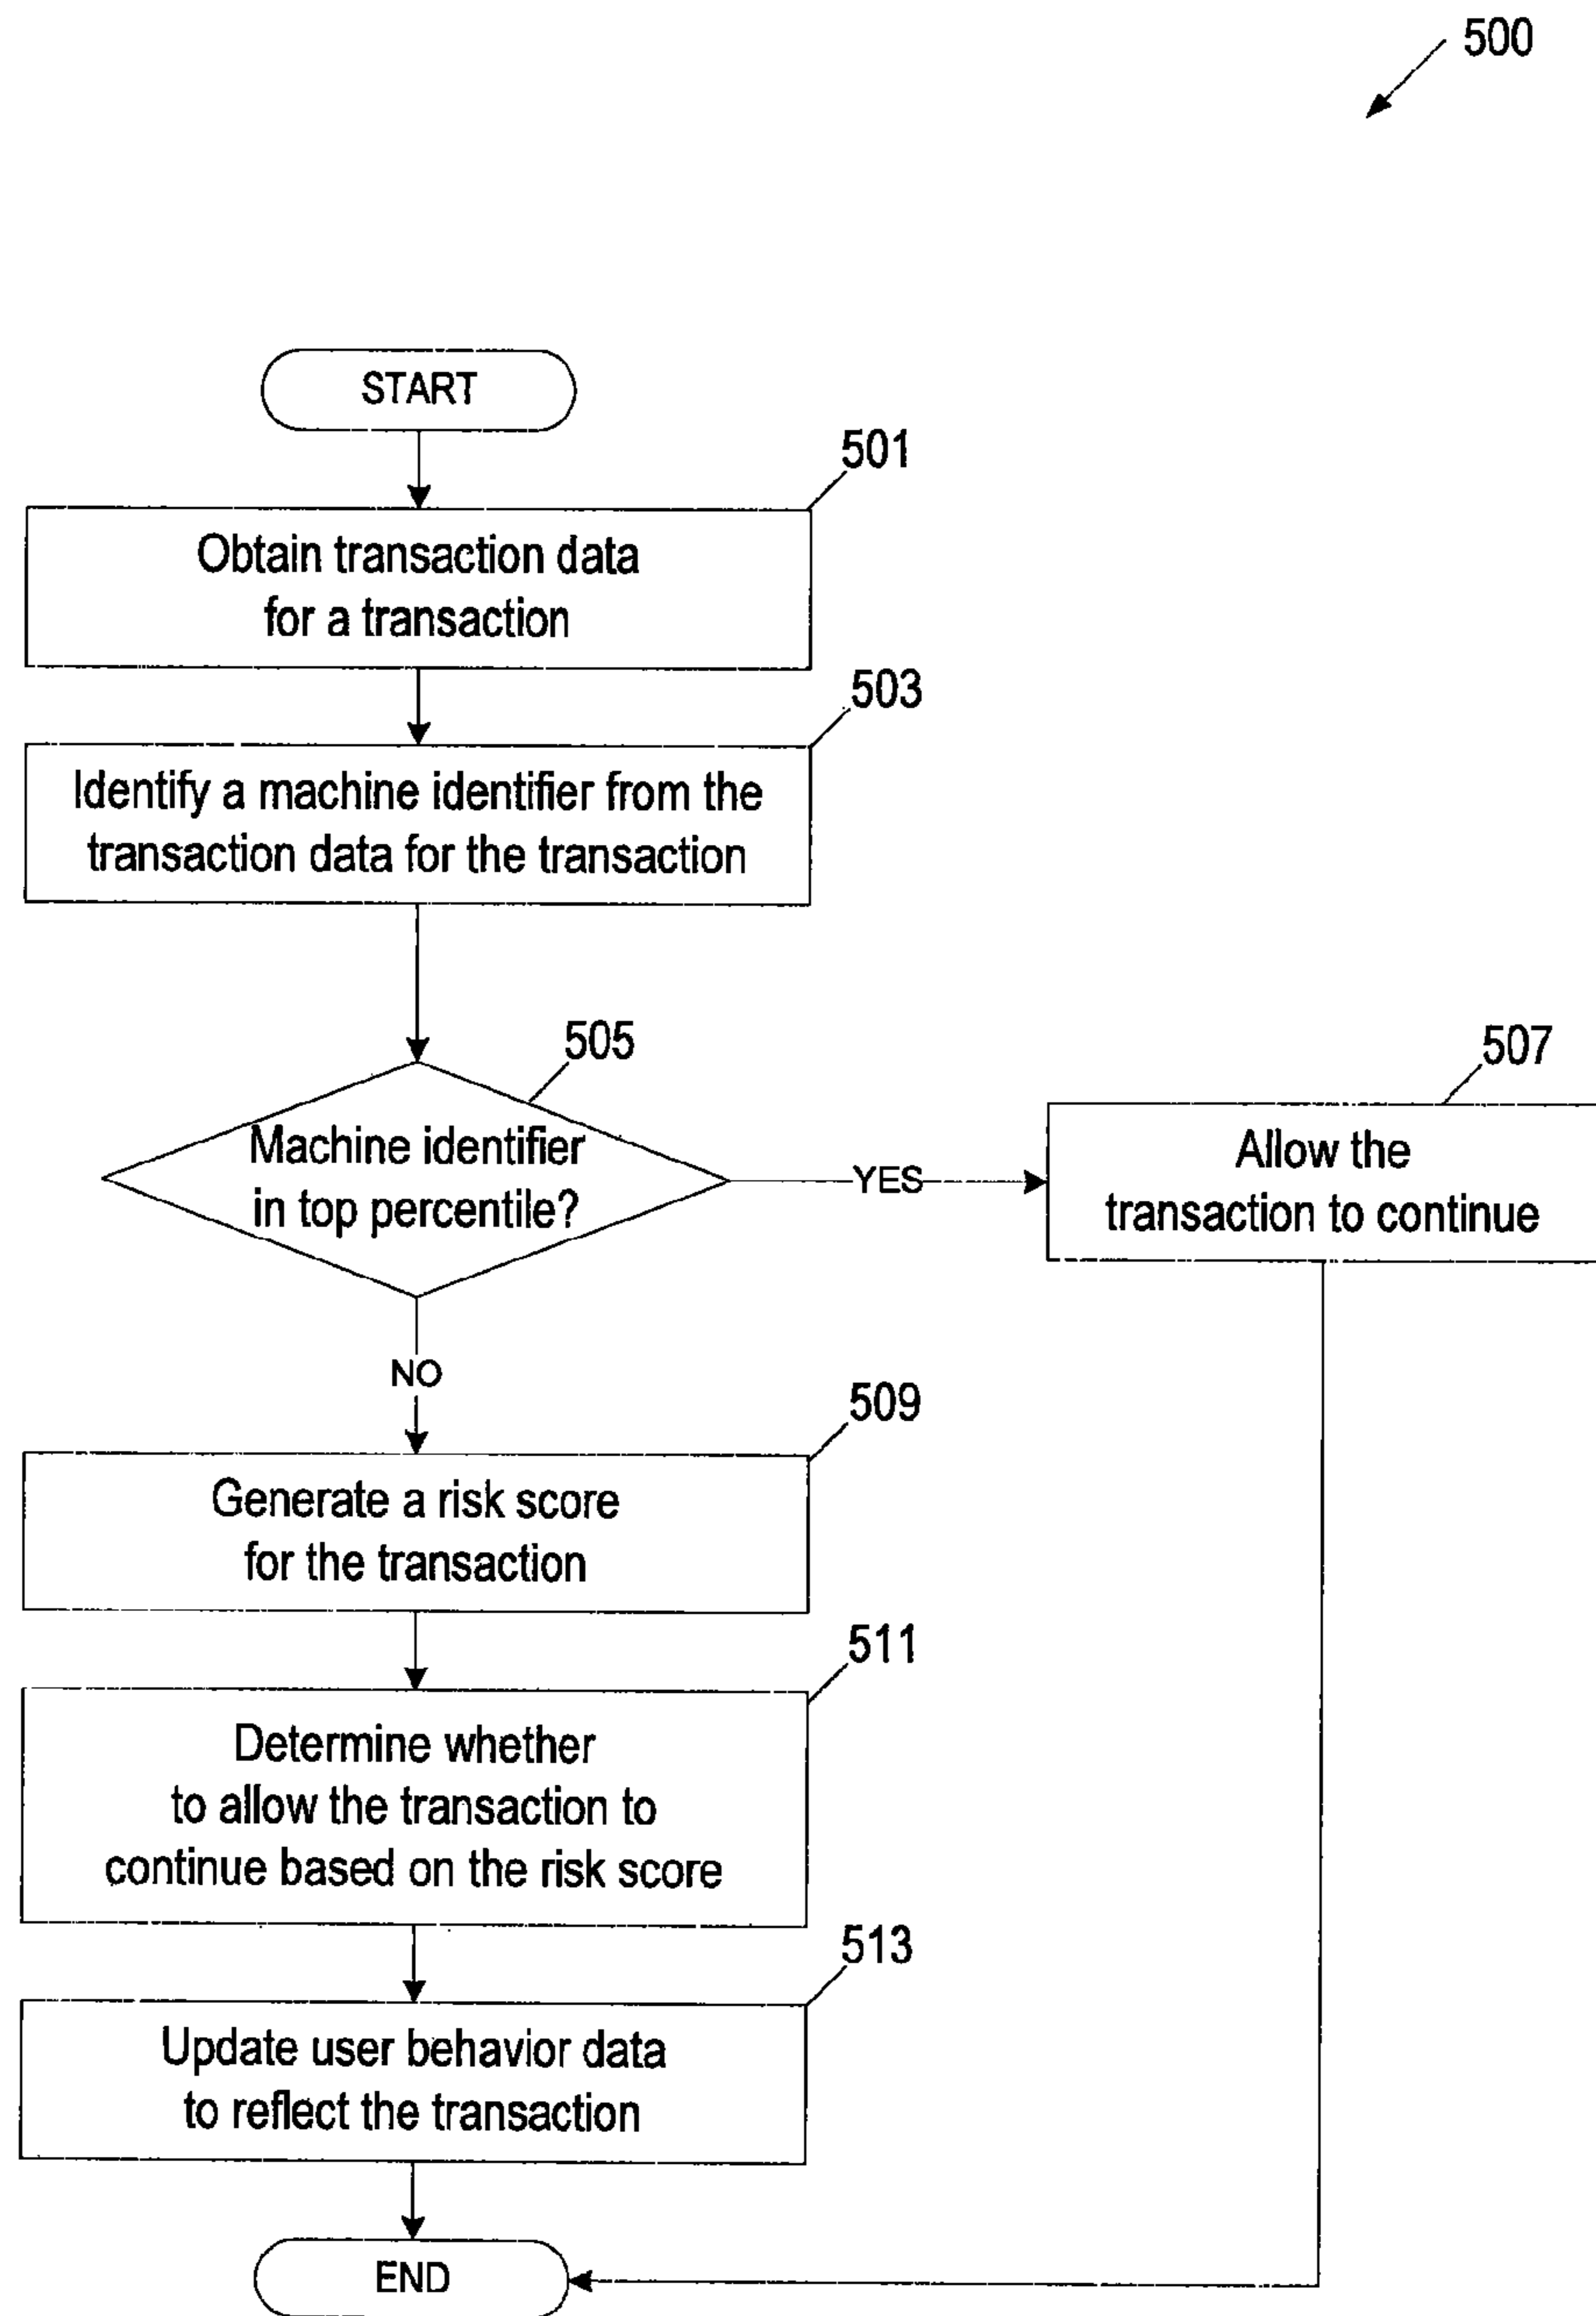 500
START
501
Obtain transaction data
for a transaction
503
Identify a machine identifier from the
transaction data for the transaction
505
Machine identifier
in top percentile?
YES
507
Allow the
transaction to continue
NO
509
Generate a risk score
for the transaction
511
Determine whether
to allow the transaction to
continue based on the risk score
513
Update user behavior data
to reflect the transaction
END